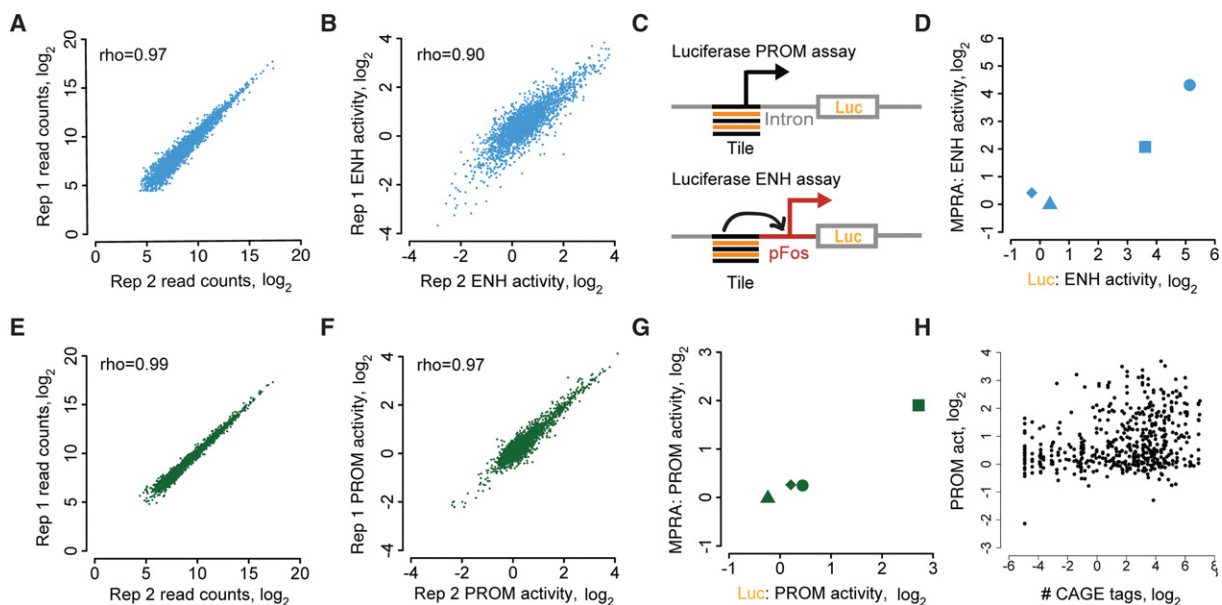 A
rho=0.97
Rep 1 read counts, log2
20
15
10
5
0
0 5 10 15 20
Rep 2 read counts, log2
B
rho=0.90
Rep 1 ENH activity, log2
4
2
0
-2
-4
-4 -2 0 2 4
Rep 2 ENH activity, log2
C
Luciferase PROM assay
Luc
Intron
Tile
Luciferase ENH assay
Luc
pFos
Tile
D
MPRA: ENH activity, log2
6
5
4
3
2
1
0
-1
-1 0 1 2 3 4 5 6
Luc: ENH activity, log2
E
rho=0.99
Rep 1 read counts, log2
20
15
10
5
0
0 5 10 15 20
Rep 2 read counts, log2
F
rho=0.97
Rep 1 PROM activity, log2
4
2
0
-2
-4
-4 -2 0 2 4
Rep 2 PROM activity, log2
G
MPRA: PROM activity, log2
3
2
1
0
-1
-1 0 1 2 3
Luc: PROM activity, log2
H
PROM act, log2
4
3
2
1
0
-1
-2
-3
-6 -4 -2 0 2 4 6
# CAGE tags, log2